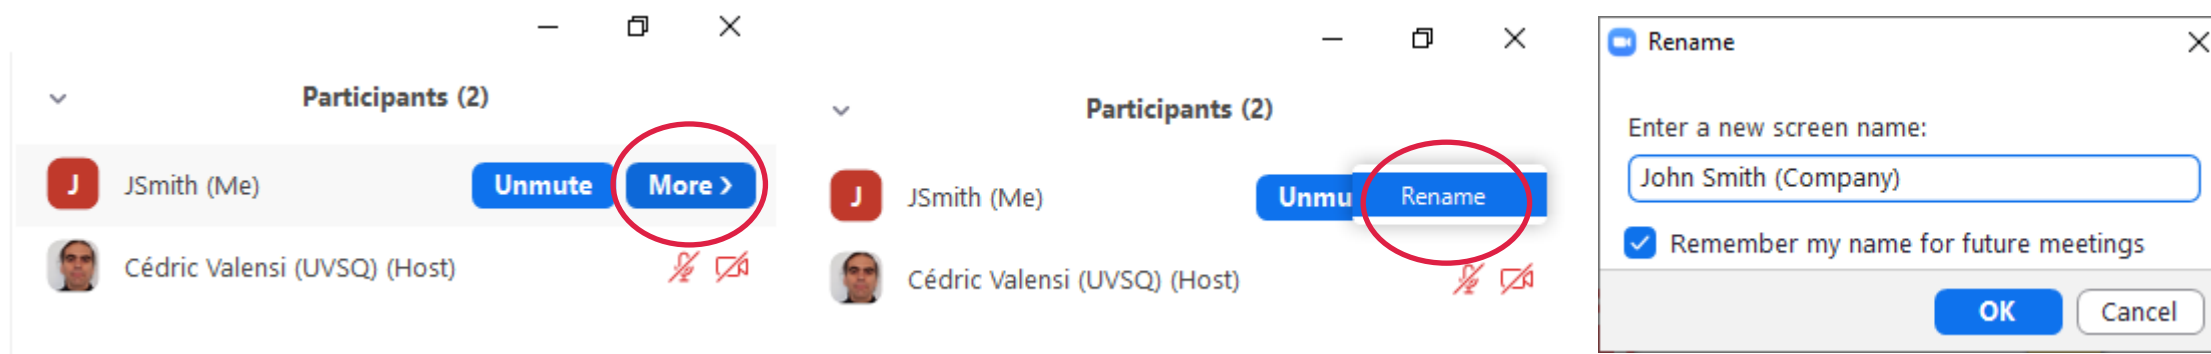 Participants (2)
J JSmith (Me) Unmute More >
Cédric Valensi (UVSQ) (Host)
Participants (2)
J JSmith (Me) Unmu Rename
Cédric Valensi (UVSQ) (Host)
Rename
Enter a new screen name:
John Smith (Company)
Remember my name for future meetings
OK Cancel